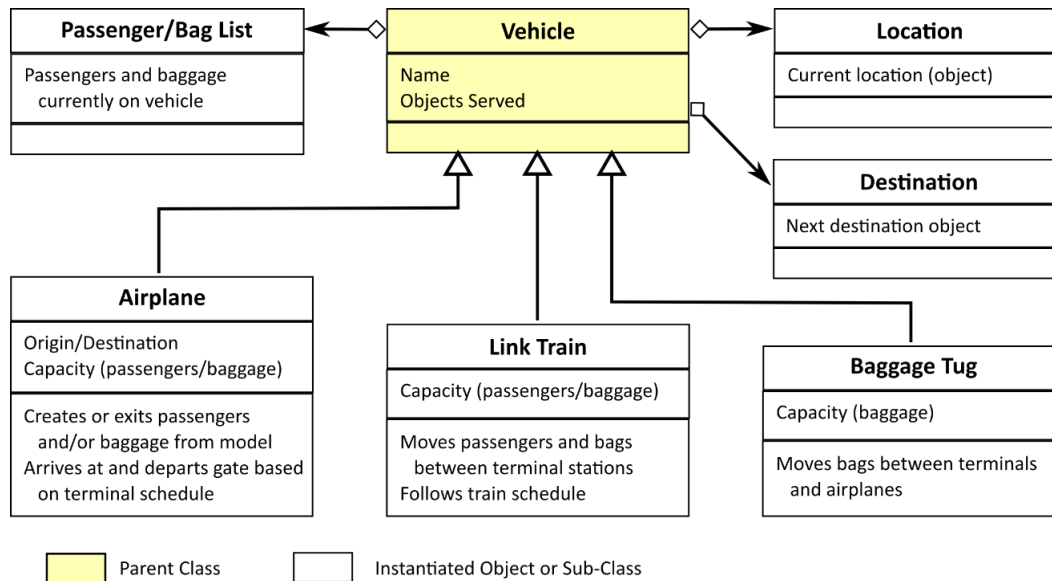 Passenger/Bag List
Passengers and baggage
currently on vehicle
Vehicle
Name
Objects Served
Location
Current location (object)
Destination
Next destination object
Airplane
Origin/Destination
Capacity (passengers/baggage)
Creates or exits passengers
and/or baggage from model
Arrives at and departs gate based
on terminal schedule
Link Train
Capacity (passengers/baggage)
Moves passengers and bags
between terminal stations
Follows train schedule
Baggage Tug
Capacity (baggage)
Moves bags between terminals
and airplanes
Parent Class
Instantiated Object or Sub-Class